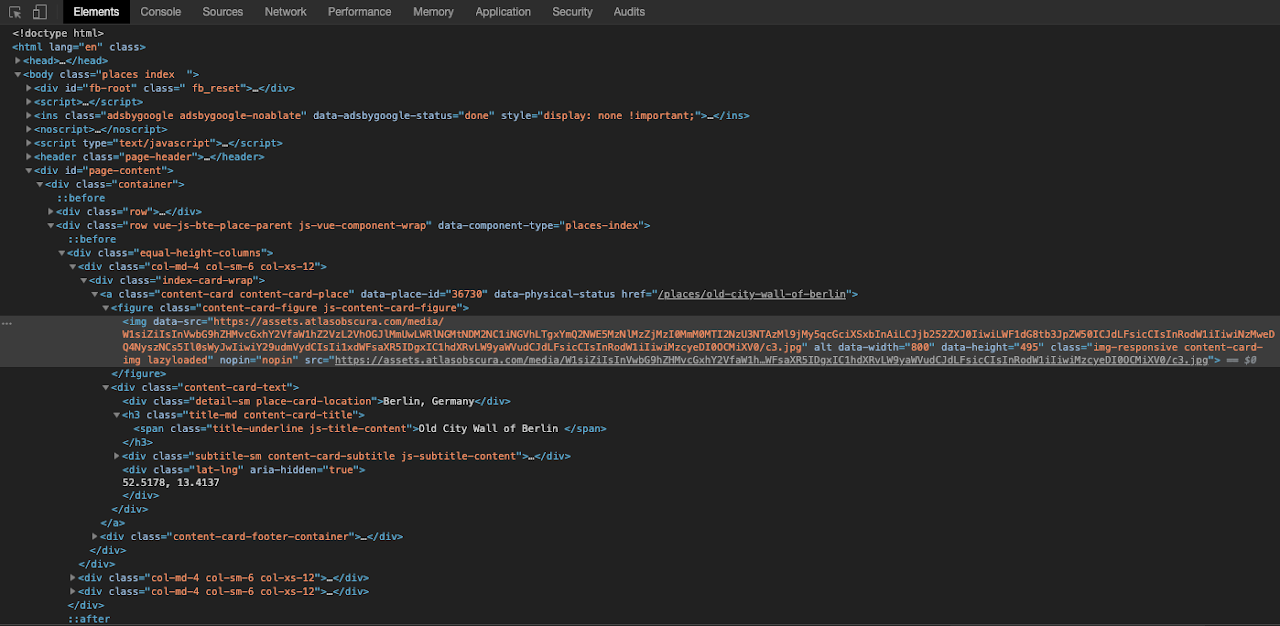 Elements Console Sources Network Performance Memory Application Security Audits
<!doctype html>
<html lang="en" class>
<head>…</head>
<body class="places index  ">
<div id="fb-root" class=" fb_reset">…</div>
<script>…</script>
<ins class="adsbygoogle adsbygoogle-noablate" data-adsbygoogle-status="done" style="display: none !important;">…</ins>
<noscript>…</noscript>
<script type="text/javascript">…</script>
<header class="page-header">…</header>
<div id="page-content">
<div class="container">
::before
<div class="row">…</div>
<div class="row vue-js-bte-place-parent js-vue-component-wrap" data-component-type="places-index">
::before
<div class="equal-height-columns">
<div class="col-md-4 col-sm-6 col-xs-12">
<div class="index-card-wrap">
<a class="content-card content-card-place" data-place-id="36730" data-physical-status href="/places/old-city-wall-of-berlin">
<figure class="content-card-figure js-content-card-figure">
<img data-src="https://assets.atlasobscura.com/media/
/c3.jpg" alt data-width="800" data-height="495" class="img-responsive content-card-
img lazyloaded" nopin="nopin" src="https://assets.atlasobscura.com/media/ /c3.jpg"> == $0
</figure>
<div class="content-card-text">
<div class="detail-sm place-card-location">Berlin, Germany</div>
<h3 class="title-md content-card-title">
<span class="title-underline js-title-content">Old City Wall of Berlin </span>
</h3>
<div class="subtitle-sm content-card-subtitle js-subtitle-content">…</div>
<div class="lat-lng" aria-hidden="true">
52.5178, 13.4137
</div>
</div>
</a>
<div class="content-card-footer-container">…</div>
</div>
</div>
<div class="col-md-4 col-sm-6 col-xs-12">…</div>
<div class="col-md-4 col-sm-6 col-xs-12">…</div>
</div>
::after